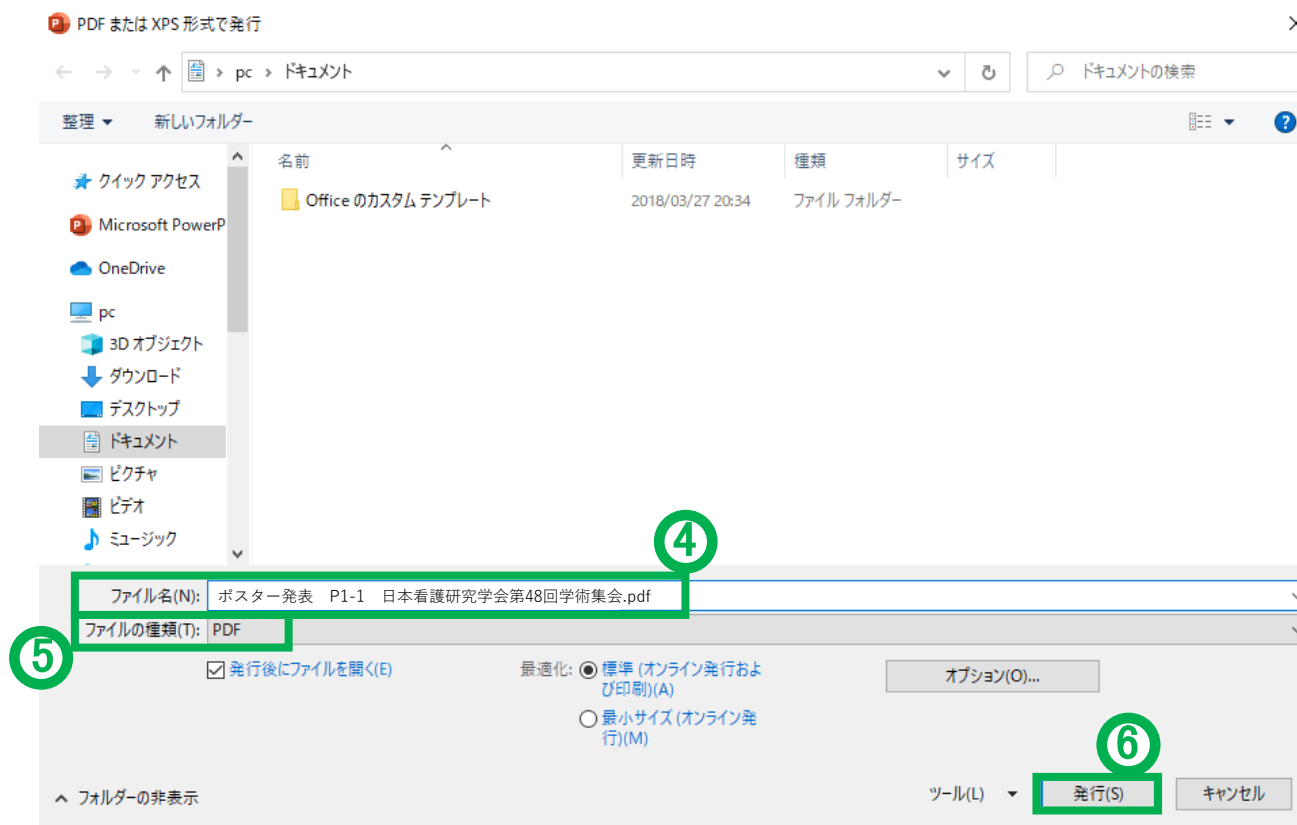 PDF または XPS 形式で発行
pc › ドキュメント
ドキュメントの検索
整理
新しいフォルダー
名前 更新日時 種類 サイズ
Office のカスタム テンプレート 2018/03/27 20:34 ファイル フォルダー
クイック アクセス
Microsoft PowerP
OneDrive
pc
3D オブジェクト
ダウンロード
デスクトップ
ドキュメント
ピクチャ
ビデオ
ミュージック
4
ファイル名(N): ポスター発表 P1-1 日本看護研究学会第48回学術集会.pdf
5
ファイルの種類(T): PDF
発行後にファイルを開く(E)
最適化: 標準 (オンライン発行およ
び印刷)(A)
最小サイズ (オンライン発
行)(M)
オプション(O)...
6
フォルダーの非表示
ツール(L)
発行(S)
キャンセル